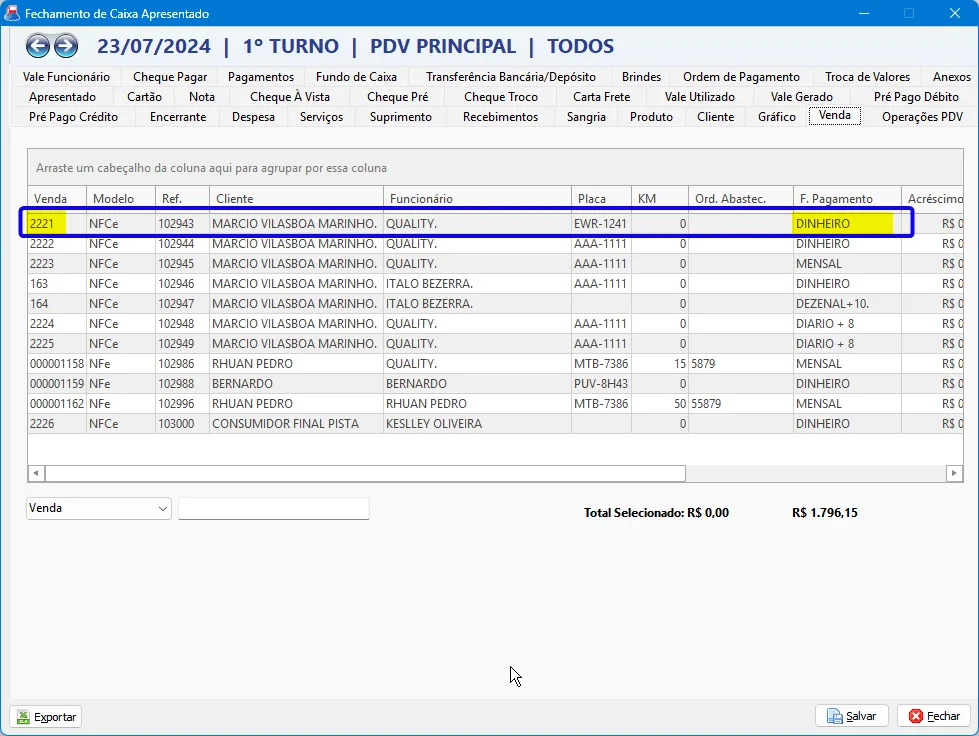 Fechamento de Caixa Apresentado
23/07/2024 | 1º TURNO | PDV PRINCIPAL | TODOS
Vale Funcionário Cheque Pagar Pagamentos Fundo de Caixa Transferência Bancária/Depósito Brindes Ordem de Pagamento Troca de Valores Anexos
Apresentado Cartão Nota Cheque À Vista Cheque Pré Cheque Troco Carta Frete Vale Utilizado Vale Gerado Pré Pago Débito
Pré Pago Crédito Encerrante Despesa Serviços Suprimento Recebimentos Sangria Produto Cliente Gráfico Venda Operações PDV
Arraste um cabeçalho da coluna aqui para agrupar por essa coluna
Venda Modelo Ref. Cliente Funcionário Placa KM Ord. Abastec. F. Pagamento Acréscimo
2221 NFCe 102943 MARCIO VILASBOA MARINHO. QUALITY. EWR-1241 0 DINHEIRO R$ 0
2222 NFCe 102944 MARCIO VILASBOA MARINHO. QUALITY. AAA-1111 0 DINHEIRO R$ 0
2223 NFCe 102945 MARCIO VILASBOA MARINHO. QUALITY. AAA-1111 0 MENSAL R$ 0
163 NFCe 102946 MARCIO VILASBOA MARINHO. ITALO BEZERRA. AAA-1111 0 DINHEIRO R$ 0
164 NFCe 102947 MARCIO VILASBOA MARINHO. ITALO BEZERRA. 0 DEZENAL+10. R$ 0
2224 NFCe 102948 MARCIO VILASBOA MARINHO. QUALITY. AAA-1111 0 DIARIO + 8 R$ 0
2225 NFCe 102949 MARCIO VILASBOA MARINHO. QUALITY. AAA-1111 0 DIARIO + 8 R$ 0
000001158 NFe 102986 RHUAN PEDRO QUALITY. MTB-7386 15 5879 MENSAL R$ 0
000001159 NFe 102988 BERNARDO BERNARDO PUV-8H43 0 DINHEIRO R$ 0
000001162 NFe 102996 RHUAN PEDRO RHUAN PEDRO MTB-7386 50 55879 MENSAL R$ 0
2226 NFCe 103000 CONSUMIDOR FINAL PISTA KESLLEY OLIVEIRA 0 DINHEIRO R$ 0
Venda Total Selecionado: R$ 0,00 R$ 1.796,15
Exportar Salvar Fechar